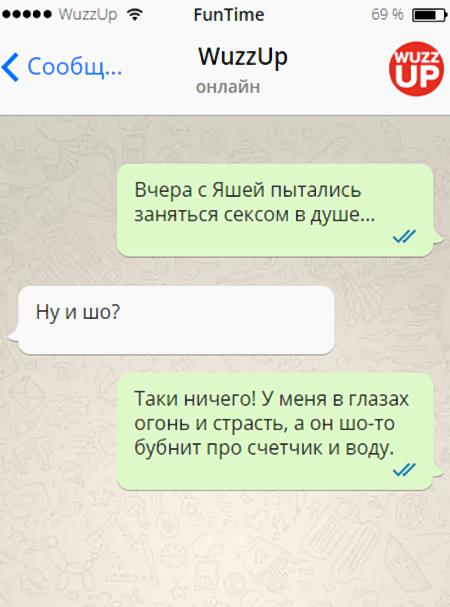 WuzzUp FunTime 69 %
Сообщ... WuzzUp
онлайн
WUZZ
UP
Вчера с Яшей пытались
заняться сексом в душе...
Ну и шо?
Таки ничего! У меня в глазах
огонь и страсть, а он шо-то
бубнит про счетчик и воду.